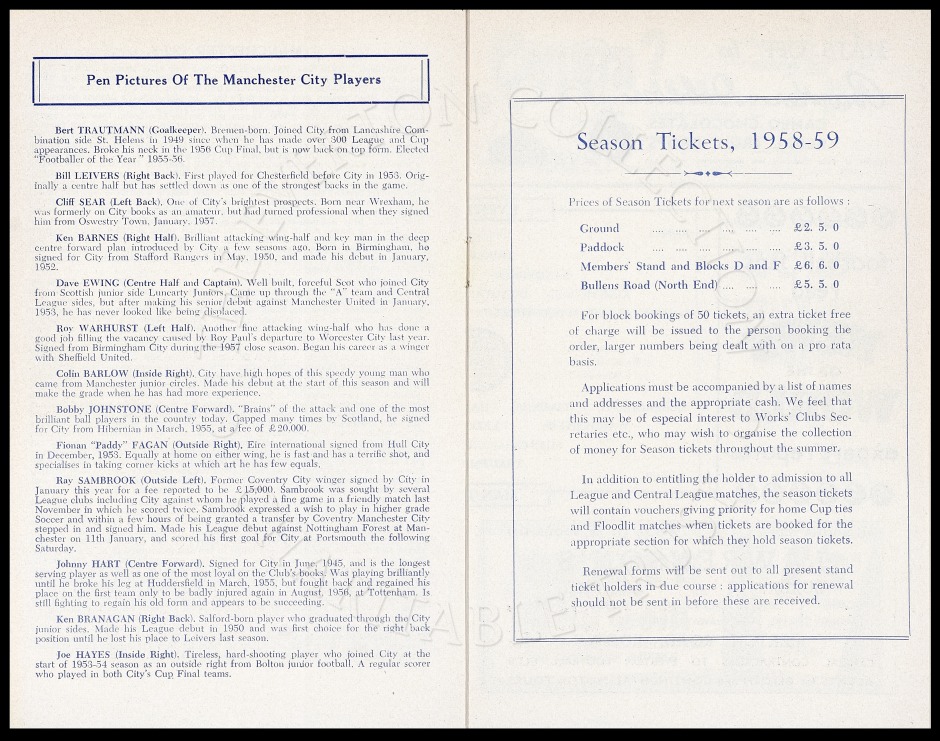 Pen Pictures Of The Manchester City Players
Bert TRAUTMANN (Goalkeeper). Bremen-born. Joined City from Lancashire Com-
bination side St. Helens in 1949 since when he has made over 300 League and Cup
appearances. Broke his neck in the 1956 Cup Final, but is now back on top form. Elected
"Footballer of the Year" 1955-56.
Bill LEIVERS (Right Back). First played for Chesterfield before City in 1953. Orig-
inally a centre half but has settled down as one of the strongest backs in the game.
Cliff SEAR (Left Back). One of City's brightest prospects. Born near Wrexham, he
was formerly on City books as an amateur, but had turned professional when they signed
him from Oswestry Town, January, 1957.
Ken BARNES (Right Half). Brilliant attacking wing-half and key man in the deep
centre forward plan introduced by City a few seasons ago. Born in Birmingham, he
signed for City from Stafford Rangers in May, 1950, and made his debut in January,
1952.
Dave EWING (Centre Half and Captain). Well built, forceful Scot who joined City
from Scottish junior side Luncarty Juniors. Came up through the "A" team and Central
League sides, but after making his senior debut against Manchester United in January,
1953, he has never looked like being displaced.
Roy WARHURST (Left Half). Another fine attacking wing-half who has done a
good job filling the vacancy caused by Roy Paul's departure to Worcester City last year.
Signed from Birmingham City during the 1957 close season. Began his career as a winger
with Sheffield United.
Colin BARLOW (Inside Right). City have high hopes of this speedy young man who
came from Manchester junior circles. Made his debut at the start of this season and will
make the grade when he has had more experience.
Bobby JOHNSTONE (Centre Forward). "Brains" of the attack and one of the most
brilliant ball players in the country today. Capped many times by Scotland, he signed
for City from Hibernian in March, 1955, at a fee of £20,000.
Fionan "Paddy" FAGAN (Outside Right). Eire international signed from Hull City
in December, 1953. Equally at home on either wing, he is fast and has a terrific shot, and
specialises in taking corner kicks at which art he has few equals.
Ray SAMBROOK (Outside Left). Former Coventry City winger signed by City in
January this year for a fee reported to be £15,000. Sambrook was sought by several
League clubs including City against whom he played a fine game in a friendly match last
November in which he scored twice. Sambrook expressed a wish to play in higher grade
Soccer and within a few hours of being granted a transfer by Coventry Manchester City
stepped in and signed him. Made his League debut against Nottingham Forest at Man-
chester on 11th January, and scored his first goal for City at Portsmouth the following
Saturday.
Johnny HART (Centre Forward). Signed for City in June, 1945, and is the longest
serving player as well as one of the most loyal on the Club's books. Was playing brilliantly
until he broke his leg at Huddersfield in March, 1955, but fought back and regained his
place on the first team only to be badly injured again in August, 1956, at Tottenham. Is
still fighting to regain his old form and appears to be succeeding.
Ken BRANAGAN (Right Back). Salford-born player who graduated through the City
junior sides. Made his League debut in 1950 and was first choice for the right back
position until he lost his place to Leivers last season.
Joe HAYES (Inside Right). Tireless, hard-shooting player who joined City at the
start of 1953-54 season as an outside right from Bolton junior football. A regular scorer
who played in both City's Cup Final teams.
Season Tickets, 1958-59
Prices of Season Tickets for next season are as follows :
Ground .... .... .... .... .... .... £2. 5. 0
Paddock .... .... .... .... .... .... £3. 5. 0
Members' Stand and Blocks D and F £6. 6. 0
Bullens Road (North End) .... .... .... £5. 5. 0
For block bookings of 50 tickets, an extra ticket free
of charge will be issued to the person booking the
order, larger numbers being dealt with on a pro rata
basis.
Applications must be accompanied by a list of names
and addresses and the appropriate cash. We feel that
this may be of especial interest to Works' Clubs Sec-
retaries etc., who may wish to organise the collection
of money for Season tickets throughout the summer.
In addition to entitling the holder to admission to all
League and Central League matches, the season tickets
will contain vouchers giving priority for home Cup ties
and Floodlit matches when tickets are booked for the
appropriate section for which they hold season tickets.
Renewal forms will be sent out to all present stand
ticket holders in due course : applications for renewal
should not be sent in before these are received.